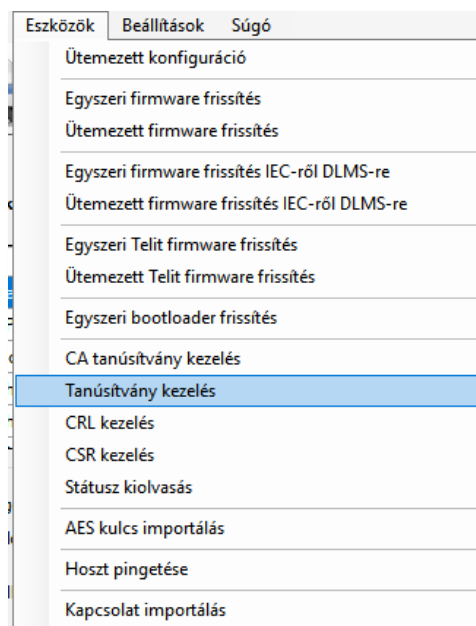 Eszközök Beállítások Súgó
Ütemezett konfiguráció
Egyszeri firmware frissítés
Ütemezett firmware frissítés
Egyszeri firmware frissítés IEC-ről DLMS-re
Ütemezett firmware frissítés IEC-ről DLMS-re
Egyszeri Telit firmware frissítés
Ütemezett Telit firmware frissítés
Egyszeri bootloader frissítés
CA tanúsítvány kezelés
Tanúsítvány kezelés
CRL kezelés
CSR kezelés
Státusz kiolvasás
AES kulcs importálás
Hoszt pingetése
Kapcsolat importálás